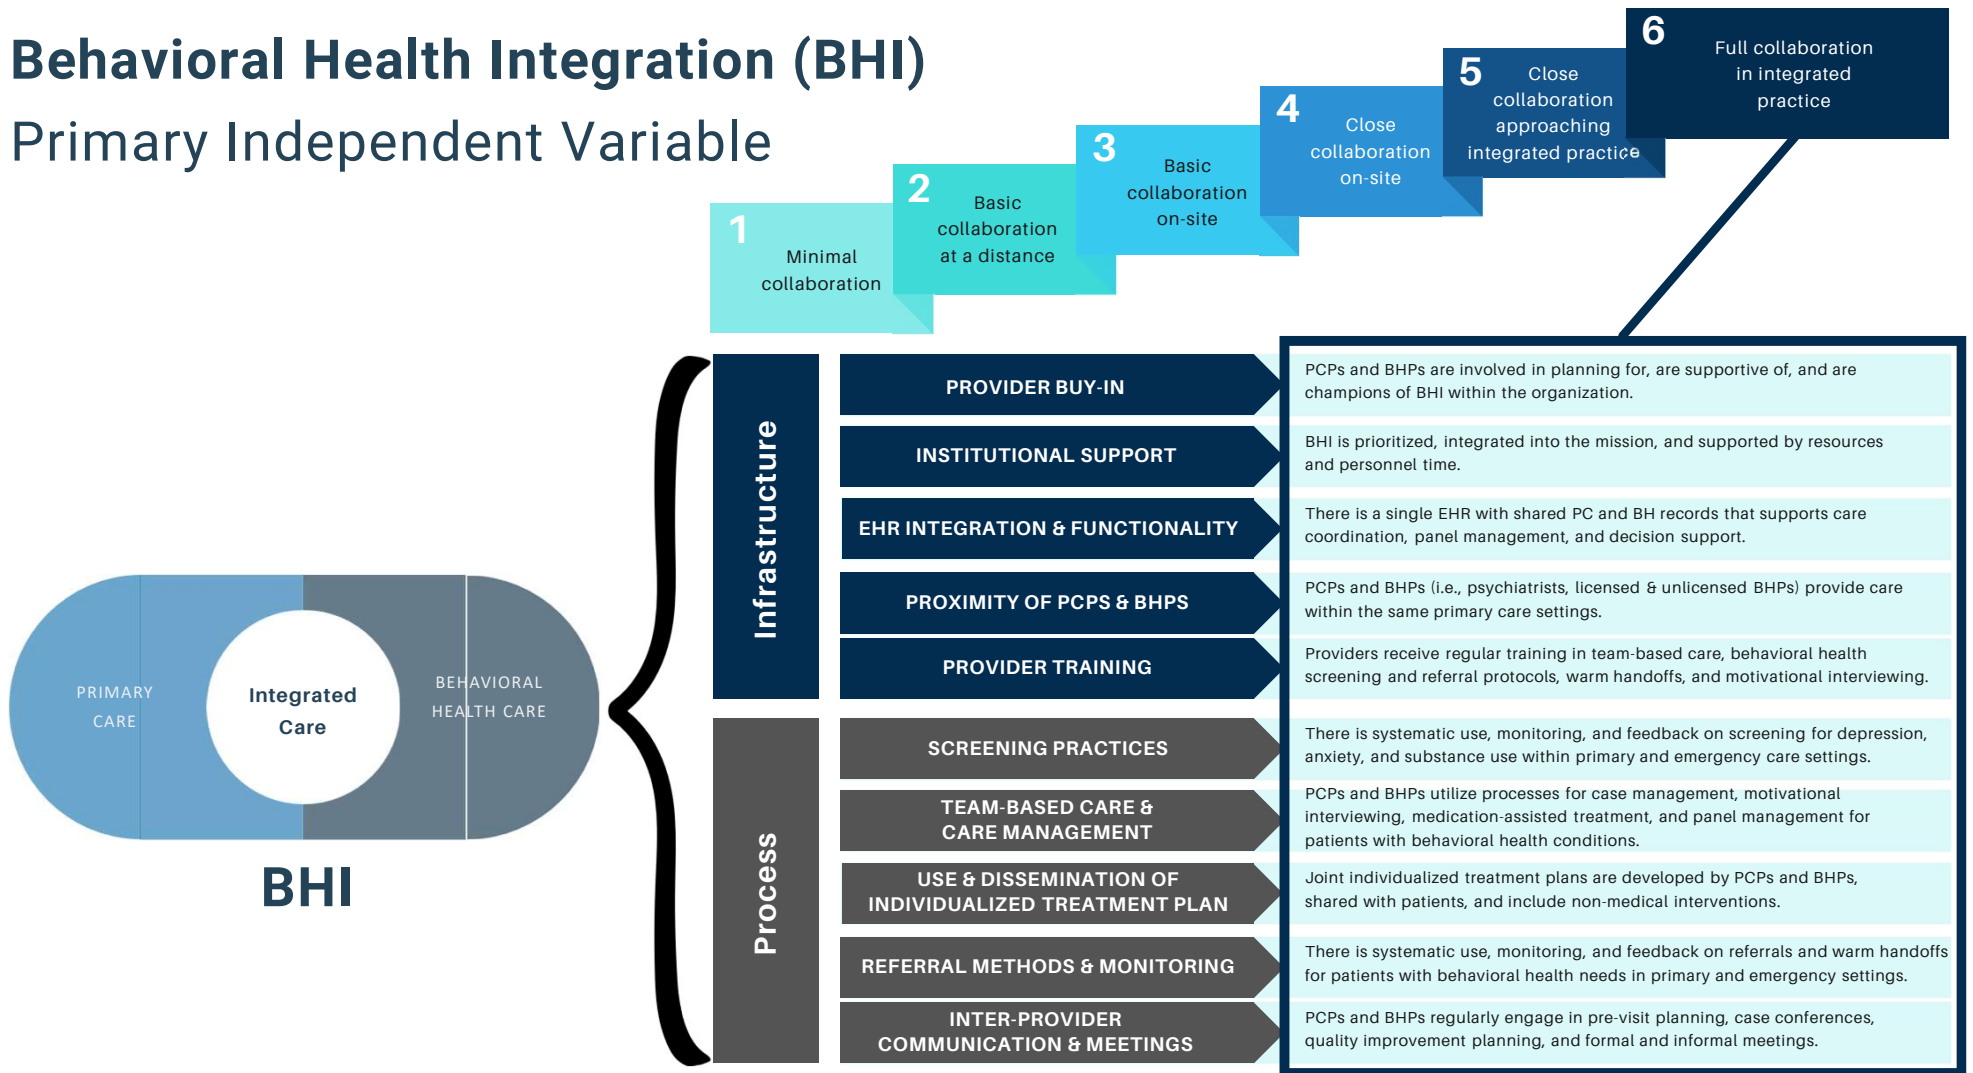 Behavioral Health Integration (BHI)
Primary Independent Variable
1
Minimal
collaboration
2
Basic
collaboration
at a distance
3
Basic
collaboration
on-site
4
Close
collaboration
on-site
5
Close
collaboration
approaching
integrated practice
6
Full collaboration
in integrated
practice
PRIMARY
CARE
Integrated
Care
BEHAVIORAL
HEALTH CARE
BHI
Infrastructure
PROVIDER BUY-IN
PCPs and BHPs are involved in planning for, are supportive of, and are
champions of BHI within the organization.
INSTITUTIONAL SUPPORT
BHI is prioritized, integrated into the mission, and supported by resources
and personnel time.
EHR INTEGRATION & FUNCTIONALITY
There is a single EHR with shared PC and BH records that supports care
coordination, panel management, and decision support.
PROXIMITY OF PCPS & BHPS
PCPs and BHPs (i.e., psychiatrists, licensed & unlicensed BHPs) provide care
within the same primary care settings.
PROVIDER TRAINING
Providers receive regular training in team-based care, behavioral health
screening and referral protocols, warm handoffs, and motivational interviewing.
Process
SCREENING PRACTICES
There is systematic use, monitoring, and feedback on screening for depression,
anxiety, and substance use within primary and emergency care settings.
TEAM-BASED CARE &
CARE MANAGEMENT
PCPs and BHPs utilize processes for case management, motivational
interviewing, medication-assisted treatment, and panel management for
patients with behavioral health conditions.
USE & DISSEMINATION OF
INDIVIDUALIZED TREATMENT PLAN
Joint individualized treatment plans are developed by PCPs and BHPs,
shared with patients, and include non-medical interventions.
REFERRAL METHODS & MONITORING
There is systematic use, monitoring, and feedback on referrals and warm handoffs
for patients with behavioral health needs in primary and emergency settings.
INTER-PROVIDER
COMMUNICATION & MEETINGS
PCPs and BHPs regularly engage in pre-visit planning, case conferences,
quality improvement planning, and formal and informal meetings.